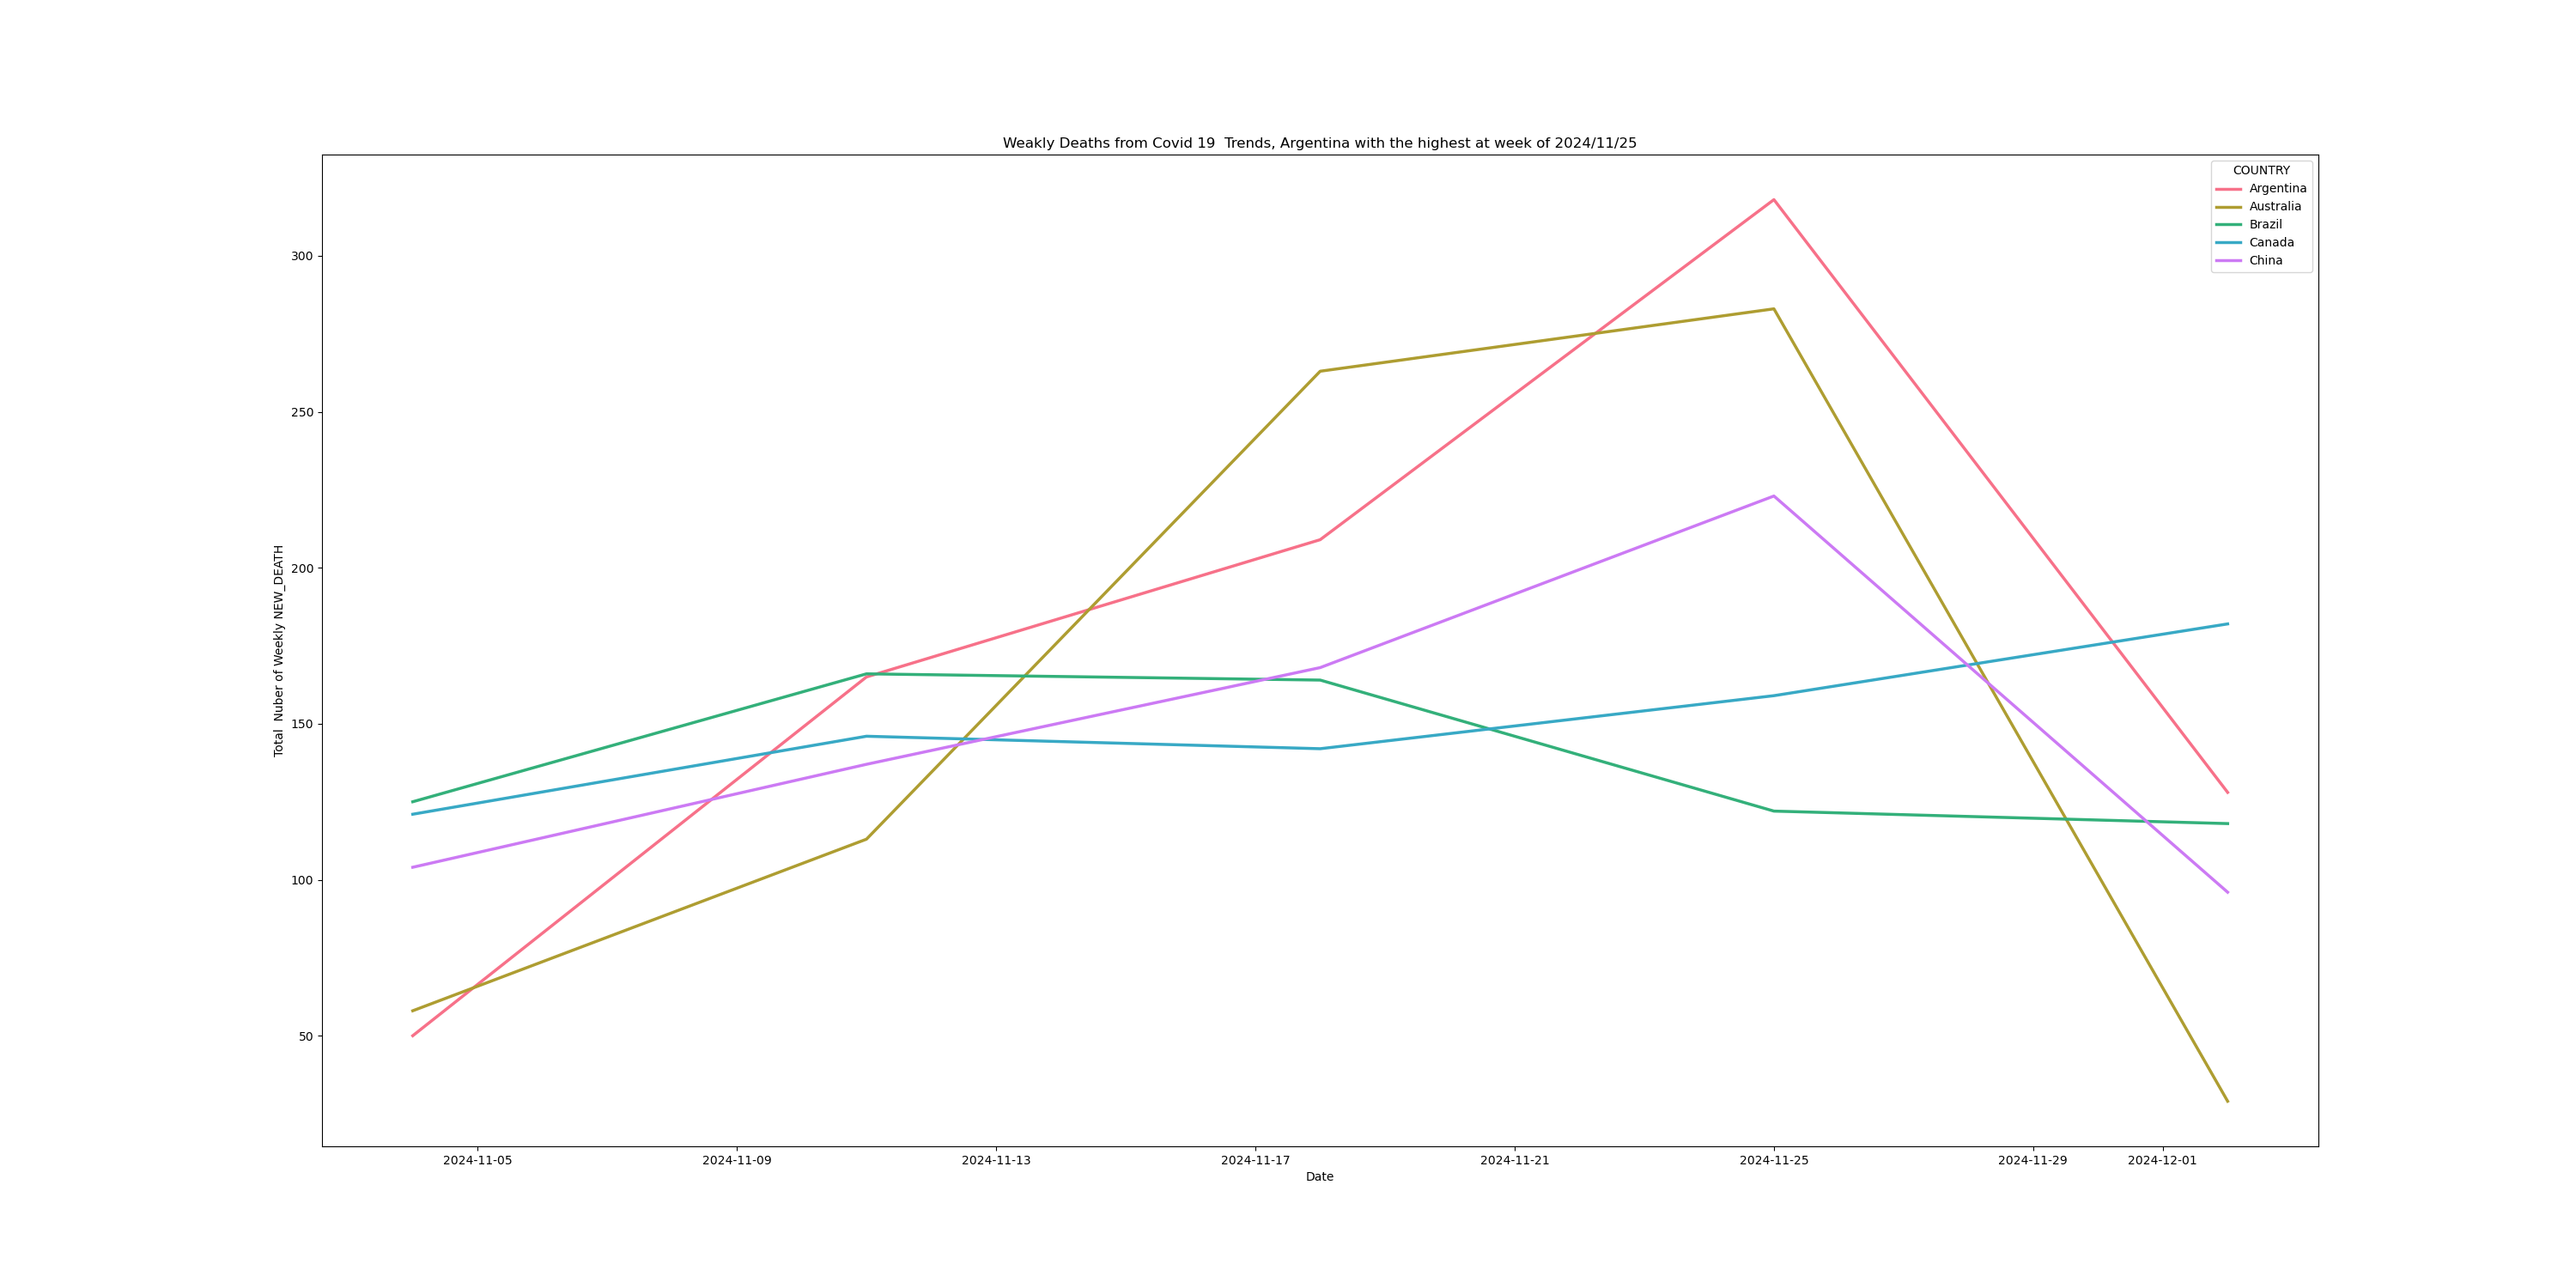 Weakly Deaths from Covid 19  Trends, Argentina with the highest at week of 2024/11/25
COUNTRY
Argentina
Australia
Brazil
Canada
China
Total  Nuber of Weekly NEW_DEATH
300
250
200
150
100
50
2024-11-05
2024-11-09
2024-11-13
2024-11-17
2024-11-21
2024-11-25
2024-11-29
2024-12-01
Date